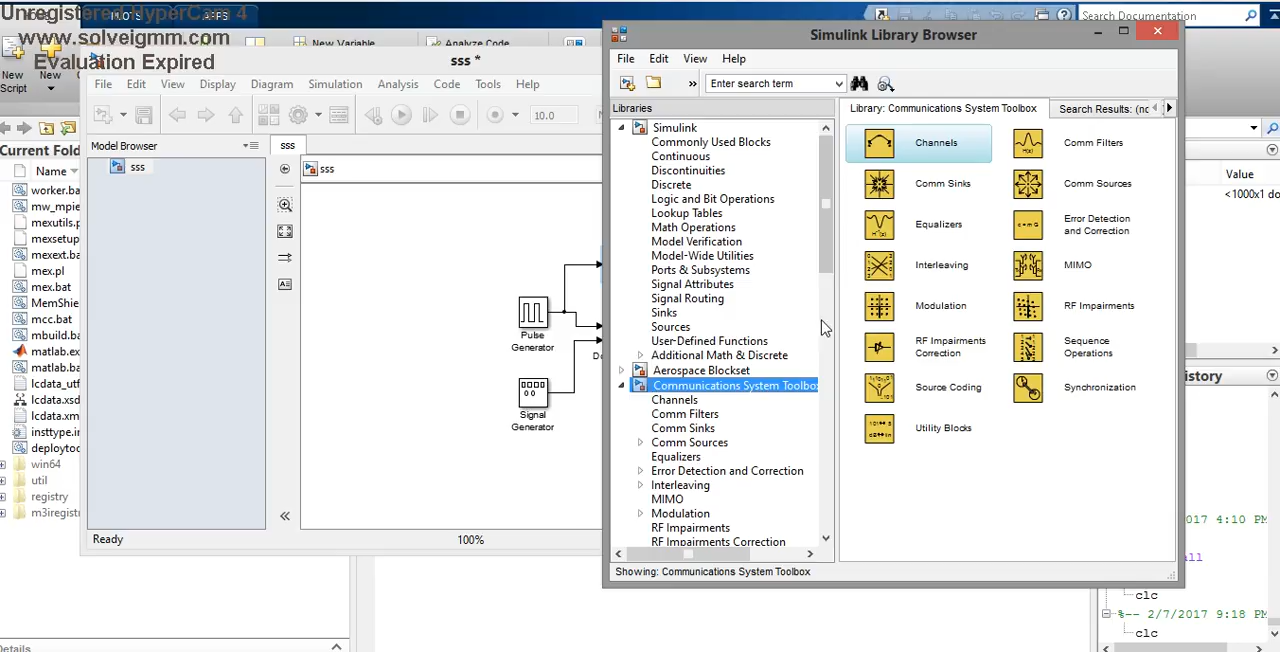 Unregistered HyperCam 4
www.solveigmm.com
Evaluation Expired
PLOTS
APPS
Search Documentation
New Variable
Analyze Code
New
Script
New
Current Fold
Name
worker.ba
mw_mpie
mexutils.p
mexsetup
mexext.ba
mex.pl
mex.bat
MemShie
mcc.bat
mbuild.ba
matlab.ex
matlab.ba
lcdata_utf
lcdata.xsd
lcdata.xm
insttype.in
deployto
win64
util
registry
m3iregist
Details
sss *
File Edit View Display Diagram Simulation Analysis Code Tools Help
10.0
Model Browser
sss
sss
sss
Pulse
Generator
Signal
Generator
Ready
100%
Simulink Library Browser
File Edit View Help
Enter search term
Libraries
Library: Communications System Toolbox
Search Results: (no
Simulink
Commonly Used Blocks
Continuous
Discontinuities
Discrete
Logic and Bit Operations
Lookup Tables
Math Operations
Model Verification
Model-Wide Utilities
Ports & Subsystems
Signal Attributes
Signal Routing
Sinks
Sources
User-Defined Functions
Additional Math & Discrete
Aerospace Blockset
Communications System Toolbo
Channels
Comm Filters
Comm Sinks
Comm Sources
Equalizers
Error Detection and Correction
Interleaving
MIMO
Modulation
RF Impairments
RF Impairments Correction
Channels
Comm Filters
Comm Sinks
Comm Sources
Equalizers
Error Detection
and Correction
Interleaving
MIMO
Modulation
RF Impairments
RF Impairments
Correction
Sequence
Operations
Source Coding
Synchronization
Utility Blocks
Showing: Communications System Toolbox
Value
<1000x1 do
istory
017 4:10 PM
all
clc
%-- 2/7/2017 9:18 PM
clc